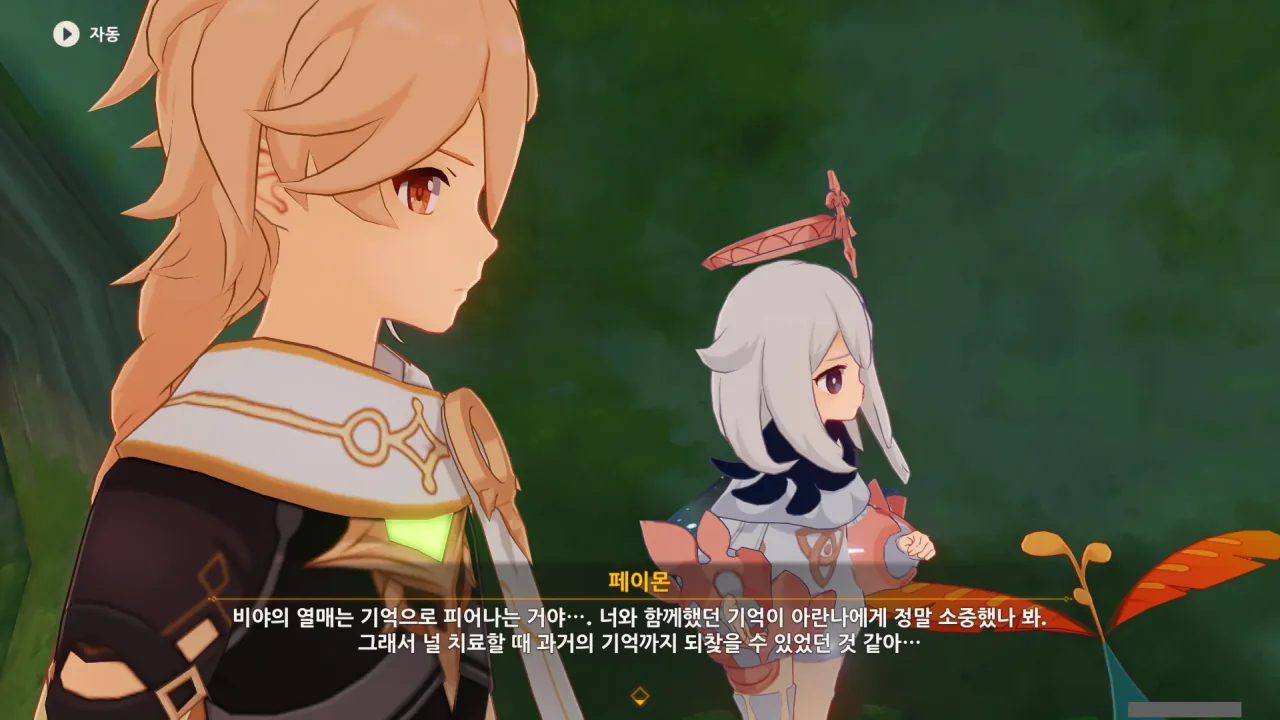 자동
페이몬
비야의 열매는 기억으로 피어나는 거야…. 너와 함께했던 기억이 아란나에게 정말 소중했나 봐.
그래서 널 치료할 때 과거의 기억까지 되찾을 수 있었던 것 같아…